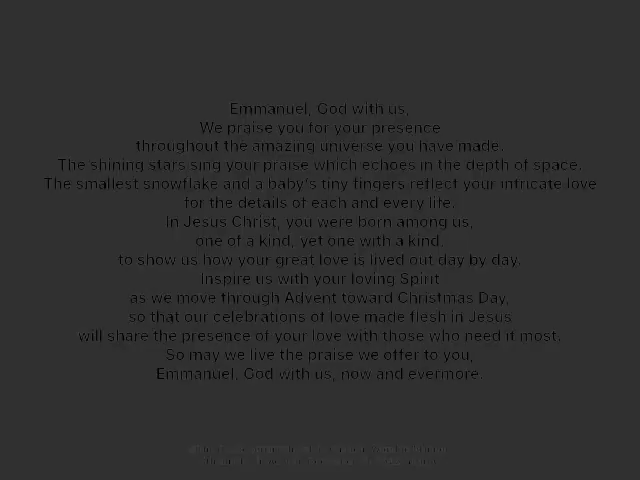 Emmanuel, God with us,
We praise you for your presence
throughout the amazing universe you have made.
The shining stars sing your praise which echoes in the depth of space.
The smallest snowflake and a baby's tiny fingers reflect your intricate love
for the details of each and every life.
In Jesus Christ, you were born among us,
one of a kind, yet one with a kind,
to show us how your great love is lived out day by day.
Inspire us with your loving Spirit
as we move through Advent toward Christmas Day,
so that our celebrations of love made flesh in Jesus
will share the presence of your love with those who need it most.
So may we live the praise we offer to you,
Emmanuel, God with us, now and evermore.